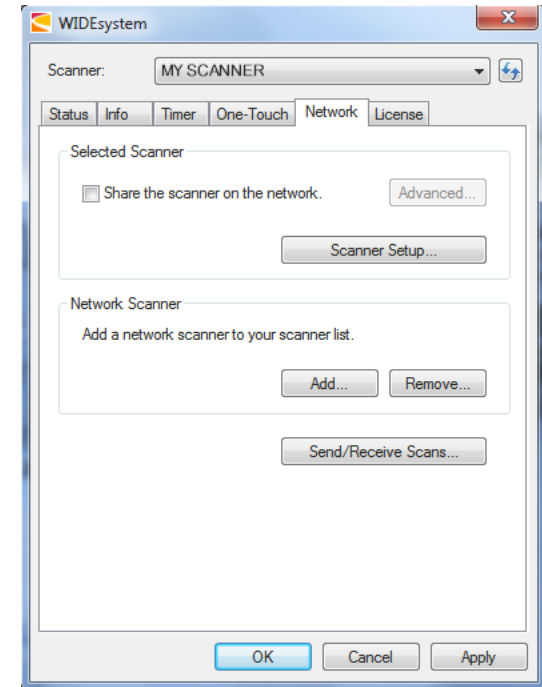 WIDEsystem
Scanner: MY SCANNER
Status Info Timer One-Touch Network License
Selected Scanner
Share the scanner on the network. Advanced...
Scanner Setup...
Network Scanner
Add a network scanner to your scanner list.
Add... Remove...
Send/Receive Scans...
OK Cancel Apply